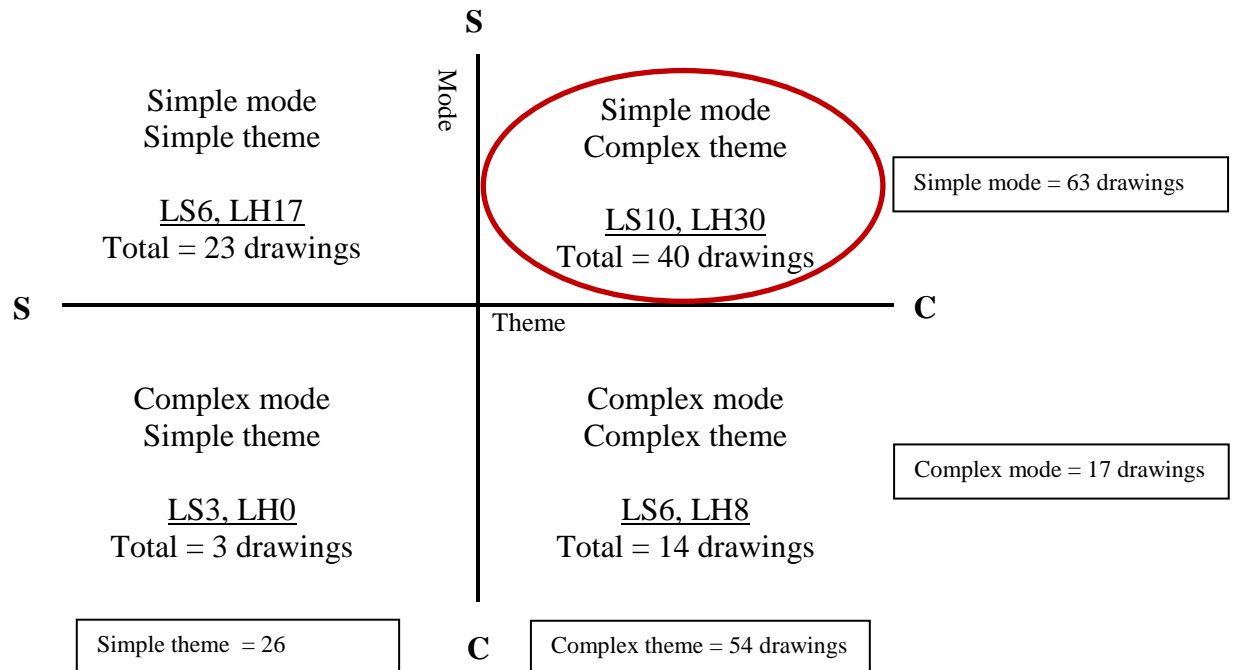 S
Mode
Simple mode
Simple theme
LS6, LH17
Total = 23 drawings
Simple mode
Complex theme
LS10, LH30
Total = 40 drawings
Simple mode = 63 drawings
S
C
Theme
Complex mode
Simple theme
LS3, LH0
Total = 3 drawings
Complex mode
Complex theme
LS6, LH8
Total = 14 drawings
Complex mode = 17 drawings
Simple theme = 26
C
Complex theme = 54 drawings